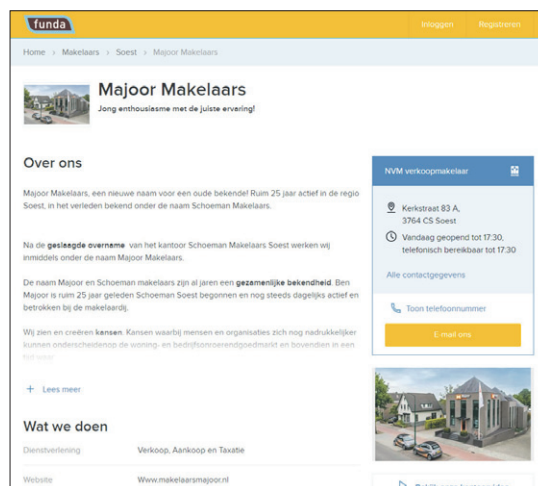 funda
Inloggen Registreren
Home > Makelaars > Soest > Majoor Makelaars
Majoor Makelaars
Jong enthousiasme met de juiste ervaring!
Over ons
Majoor Makelaars, een nieuwe naam voor een oude bekende! Ruim 25 jaar actief in de regio
Soest, in het verleden bekend onder de naam Schoeman Makelaars.
Na de geslaagde overname van het kantoor Schoeman Makelaars Soest werken wij
inmiddels onder de naam Majoor Makelaars.
De naam Majoor en Schoeman makelaars zijn al jaren een gezamenlijke bekendheid. Ben
Majoor is ruim 25 jaar geleden Schoeman Soest begonnen en nog steeds dagelijks actief en
betrokken bij de makelaardij.
Wij zien en creëren kansen. Kansen waarbij mensen en organisaties zich nog nadrukkelijker
kunnen onderscheidenop de woning- en bedrijfsonroerendgoedmarkt en bovendien in een
+ Lees meer
Wat we doen
Dienstverlening Verkoop, Aankoop en Taxatie
Website Www.makelaarsmajoor.nl
NVM verkoopmakelaar
Kerkstraat 83 A,
3764 CS Soest
Vandaag geopend tot 17:30,
telefonisch bereikbaar tot 17:30
Alle contactgegevens
Toon telefoonnummer
E-mail ons